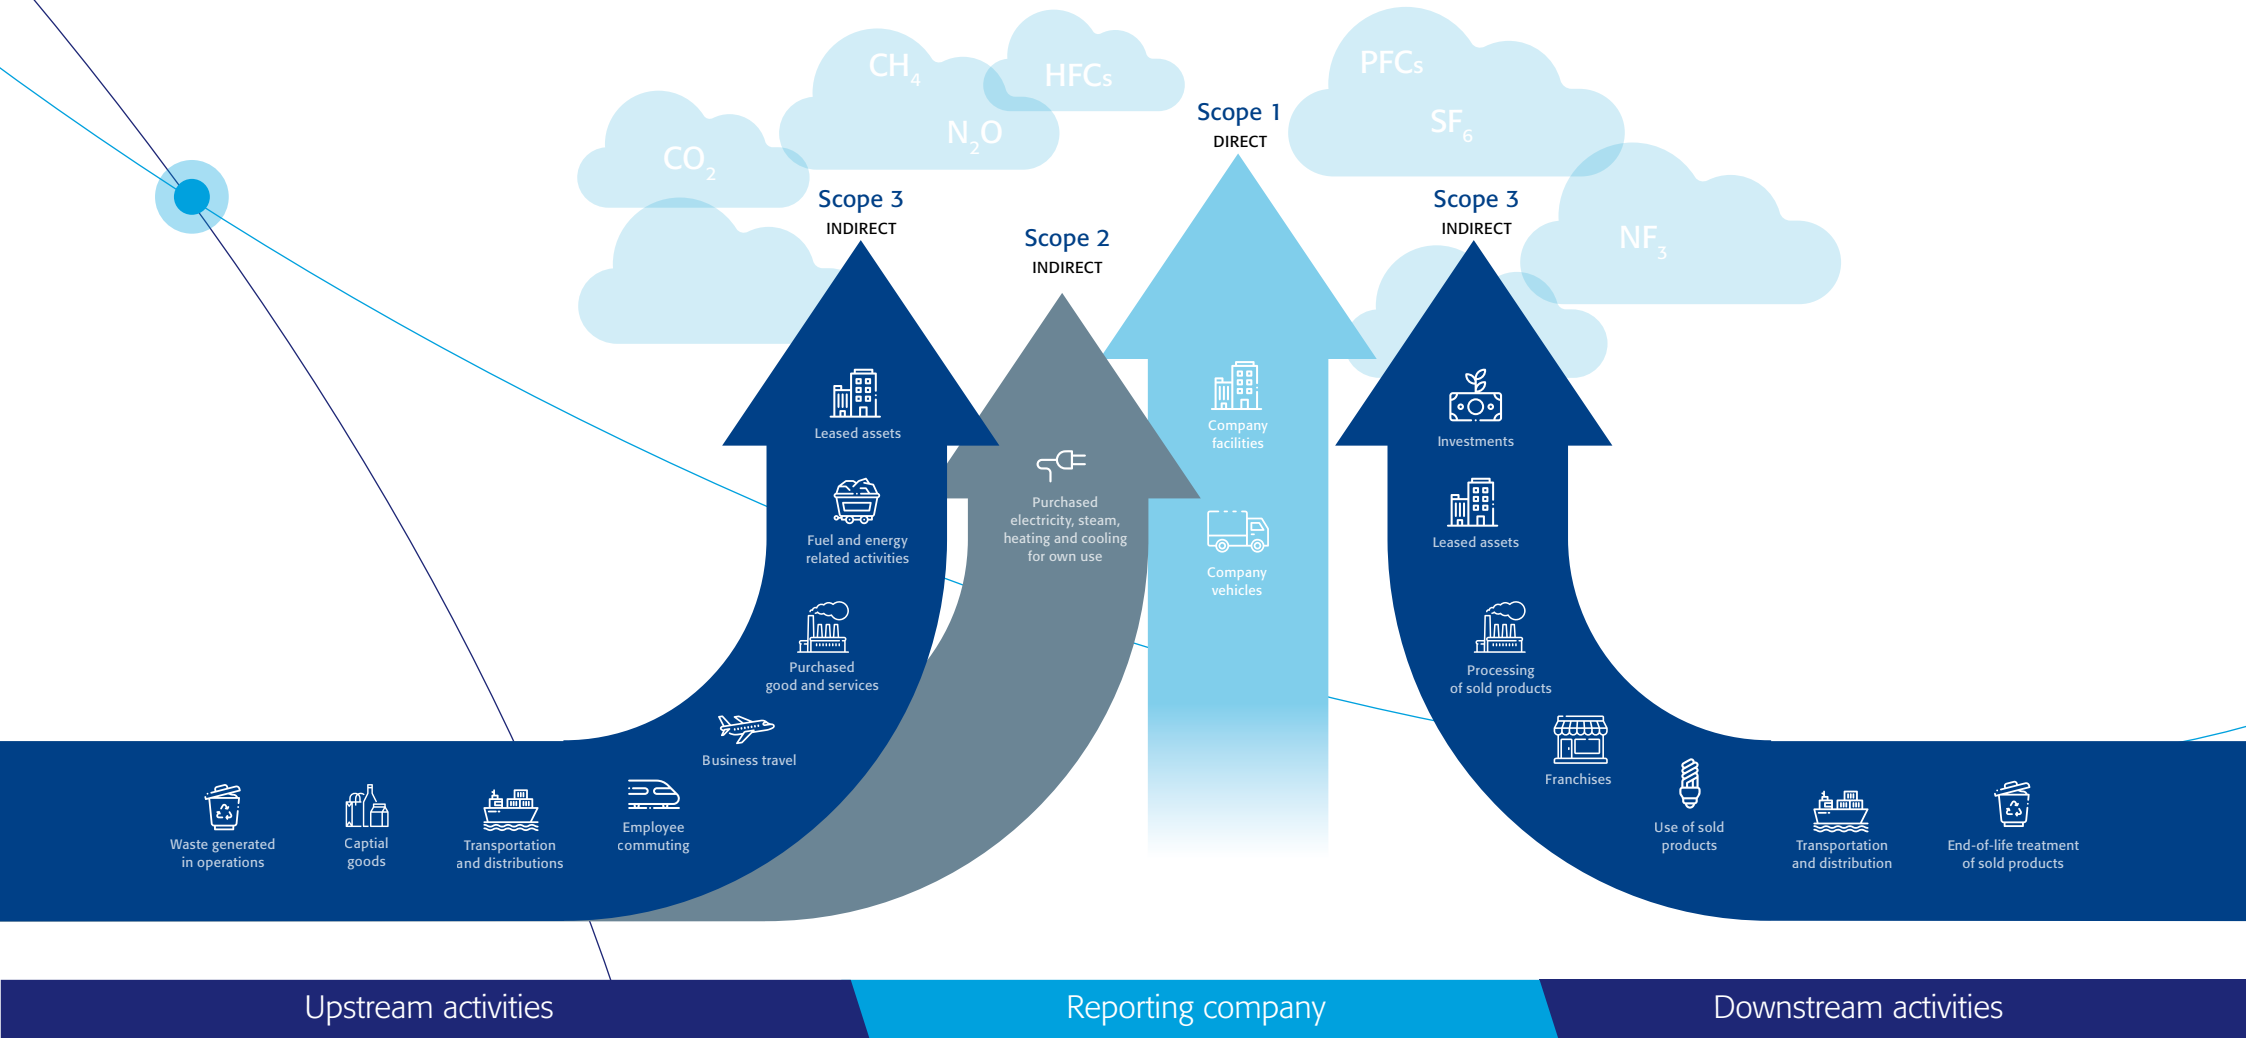 CH4
HFCs
N2O
CO2
PFCs
SF6
NF3
Scope 3
INDIRECT
Leased assets
Fuel and energy
related activities
Purchased
good and services
Business travel
Employee
commuting
Transportation
and distributions
Captial
goods
Waste generated
in operations
Scope 2
INDIRECT
Purchased
electricity, steam,
heating and cooling
for own use
Scope 1
DIRECT
Company
facilities
Company
vehicles
Scope 3
INDIRECT
Investments
Leased assets
Processing
of sold products
Franchises
Use of sold
products
Transportation
and distribution
End-of-life treatment
of sold products
Upstream activities
Reporting company
Downstream activities